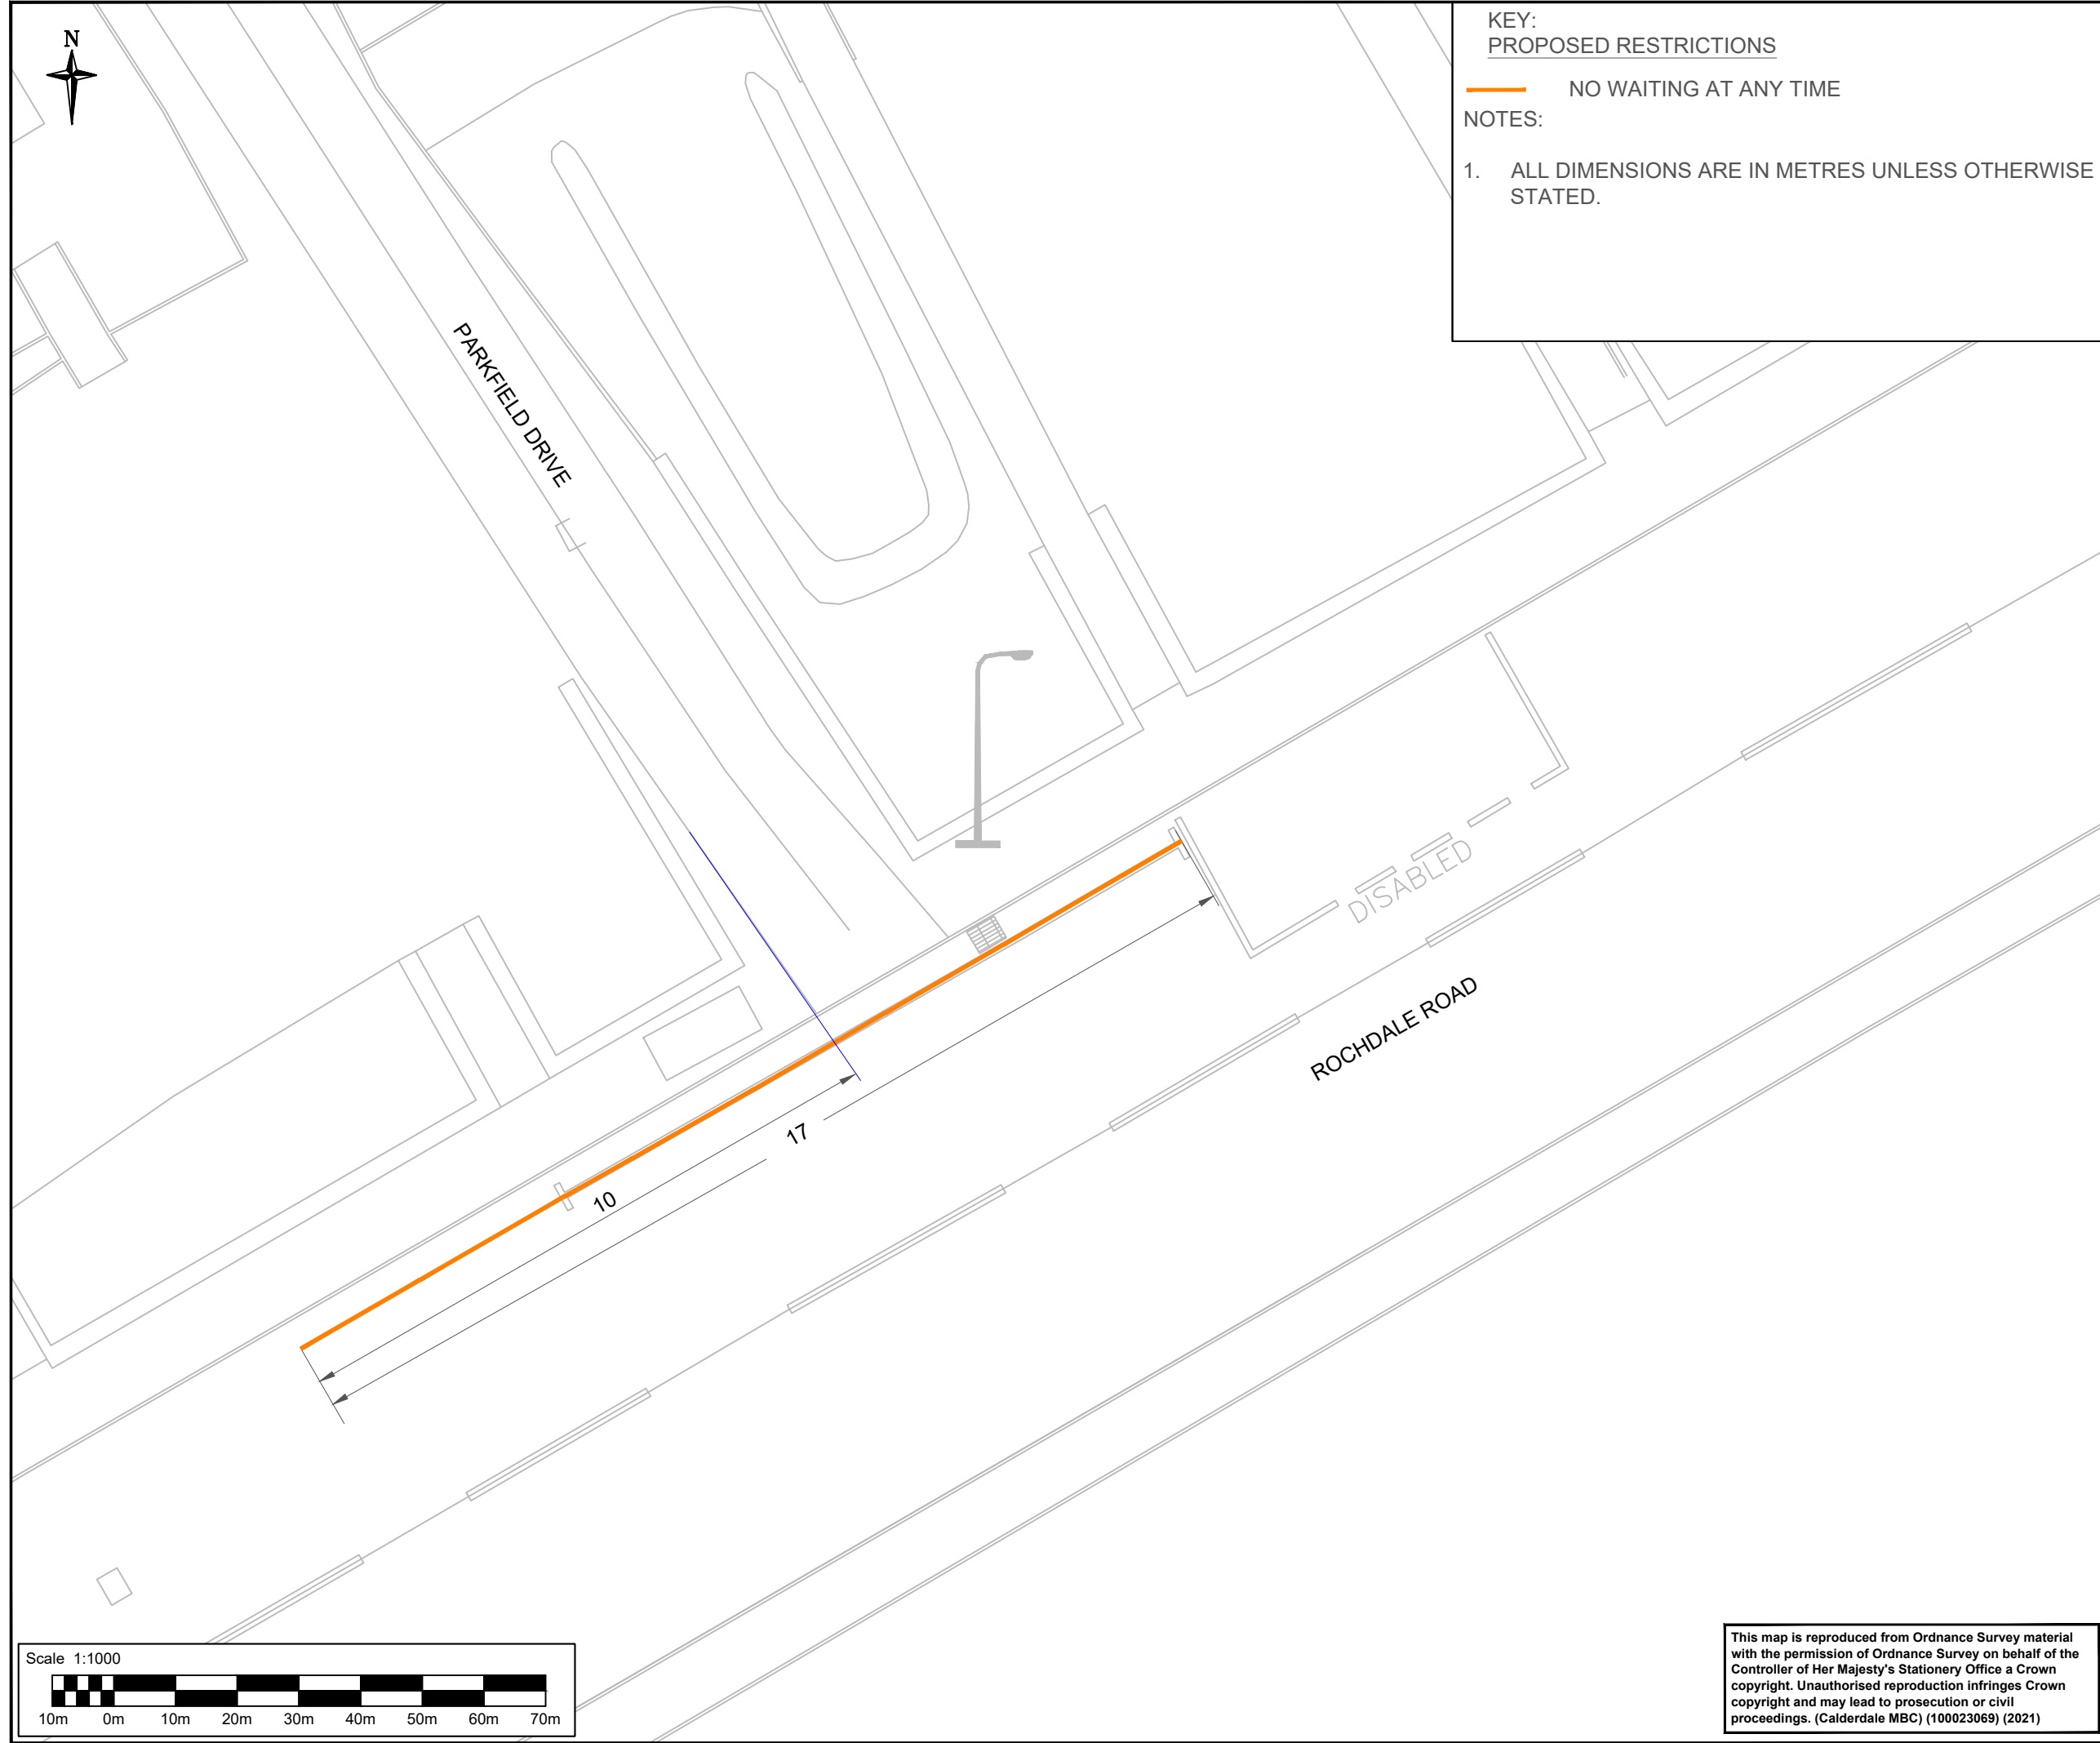 N
KEY:
PROPOSED RESTRICTIONS
NO WAITING AT ANY TIME
NOTES:
1. ALL DIMENSIONS ARE IN METRES UNLESS OTHERWISE
STATED.
PARKFIELD DRIVE
DISABLED
ROCHDALE ROAD
17
10
Scale 1:1000
10m 0m 10m 20m 30m 40m 50m 60m 70m
This map is reproduced from Ordnance Survey material
with the permission of Ordnance Survey on behalf of the
Controller of Her Majesty's Stationery Office a Crown
copyright. Unauthorised reproduction infringes Crown
copyright and may lead to prosecution or civil
proceedings. (Calderdale MBC) (100023069) (2021)